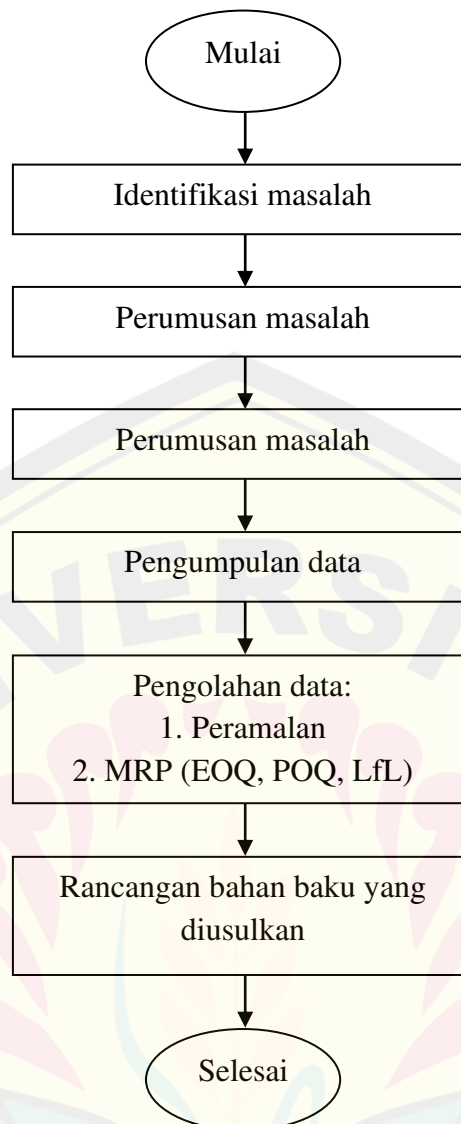 Mulai
Identifikasi masalah
Perumusan masalah
Perumusan masalah
Pengumpulan data
Pengolahan data:
1. Peramalan
2. MRP (EOQ, POQ, LfL)
Rancangan bahan baku yang
diusulkan
Selesai